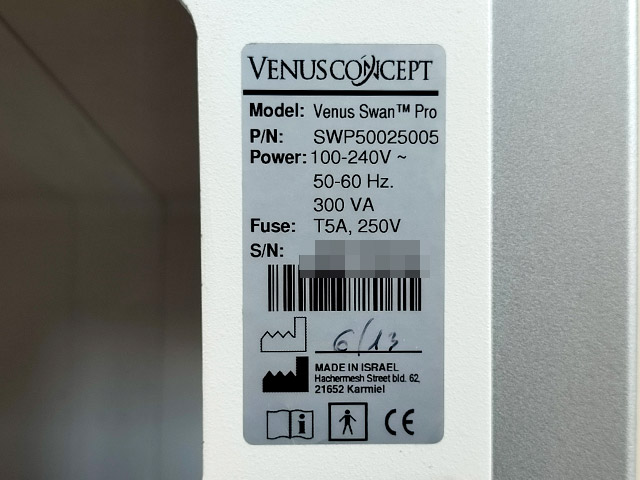 VENUSCONCEPT
Model: Venus Swan™ Pro
P/N: SWP50025005
Power: 100-240V ~
50-60 Hz.
300 VA
Fuse: T5A, 250V
S/N:
6/13
MADE IN ISRAEL
Hachermesh Street bld. 62,
21652 Karmiel
i CE